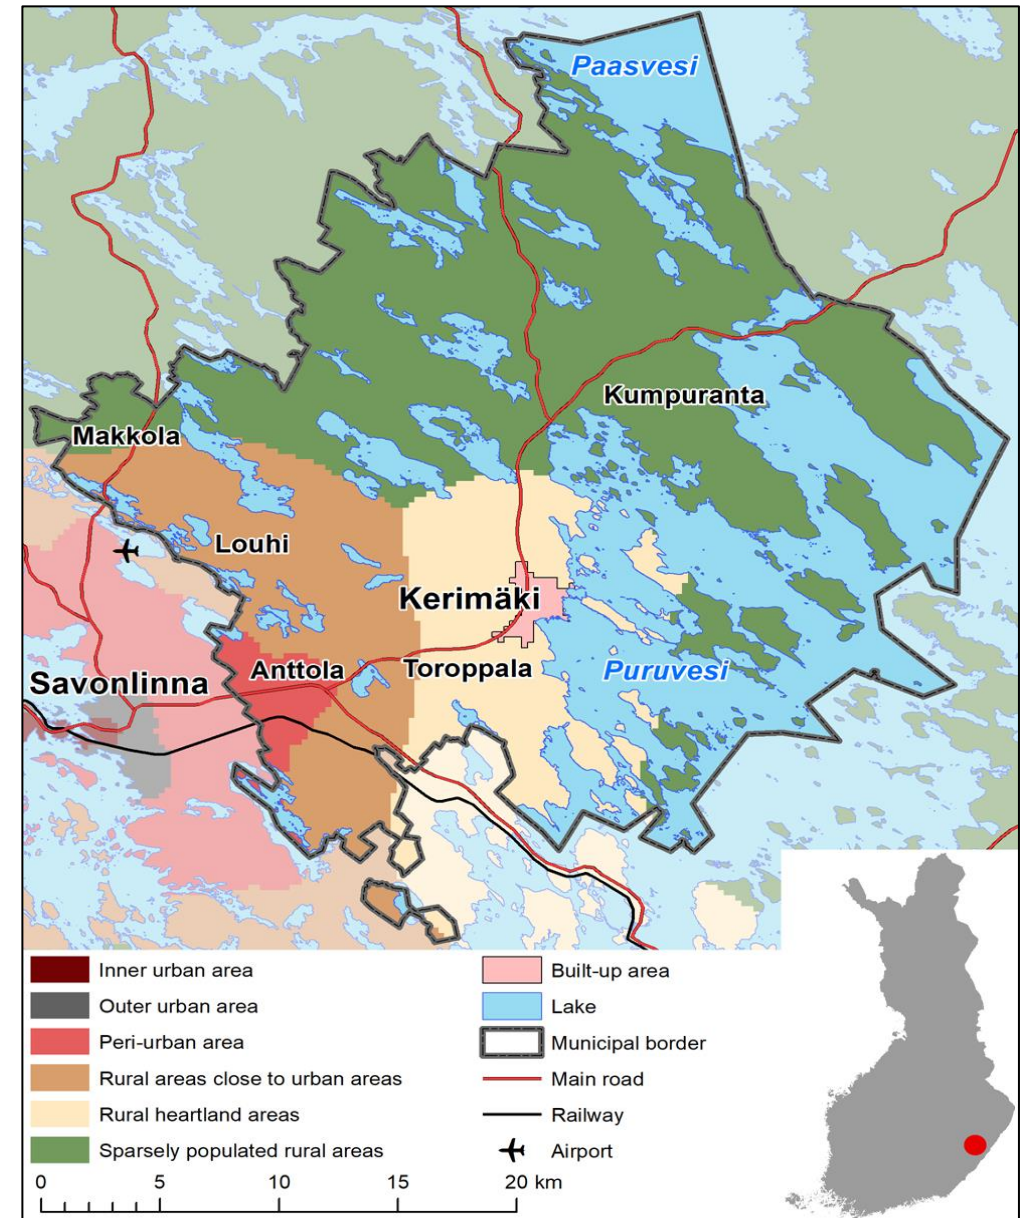 Paasvesi
Kumpuranta
Makkola
Louhi
Kerimäki
Anttola
Toroppala
Puruvesi
Savonlinna
Inner urban area
Outer urban area
Peri-urban area
Rural areas close to urban areas
Rural heartland areas
Sparsely populated rural areas
Built-up area
Lake
Municipal border
Main road
Railway
Airport
0 5 10 15 20 km